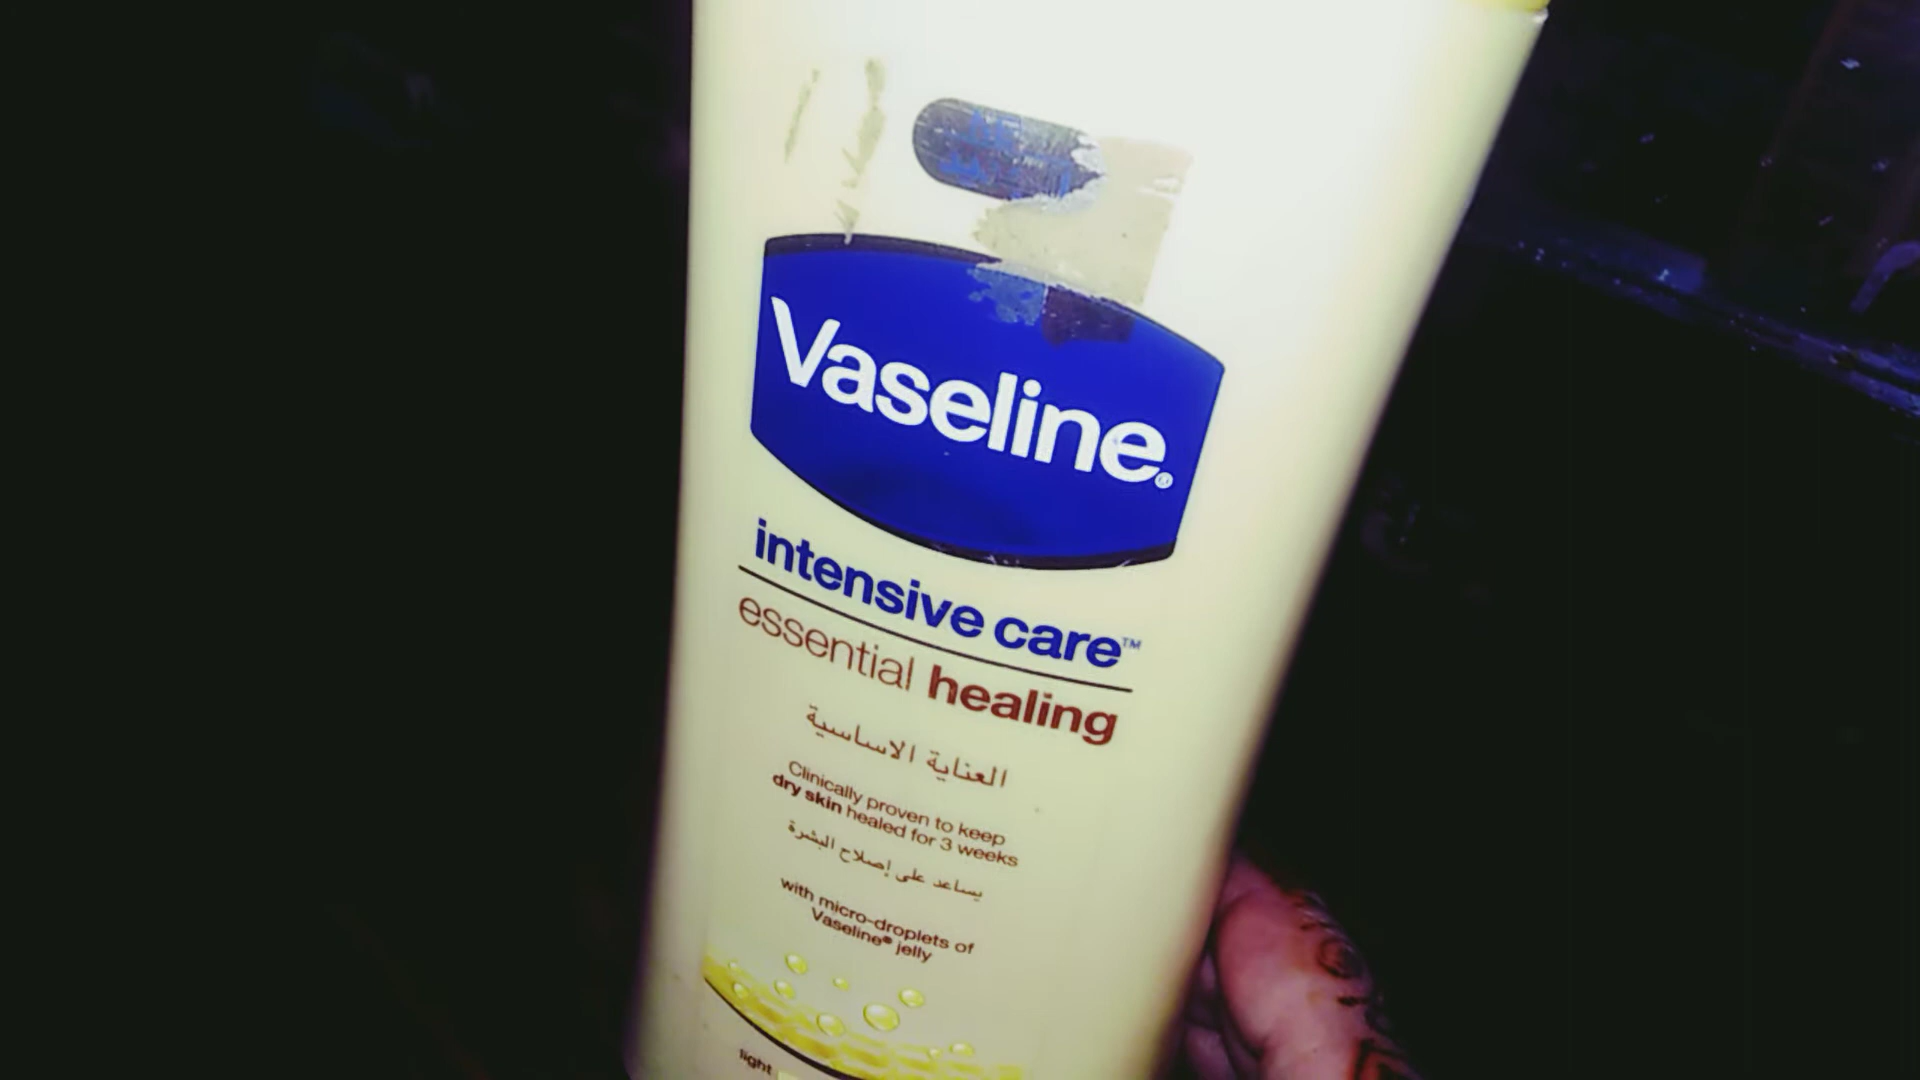 Vaseline®
intensive care™
essential healing
العناية الاساسية
Clinically proven to keep
dry skin healed for 3 weeks
يساعد على إصلاح البشرة
with micro-droplets of
Vaseline® jelly
light